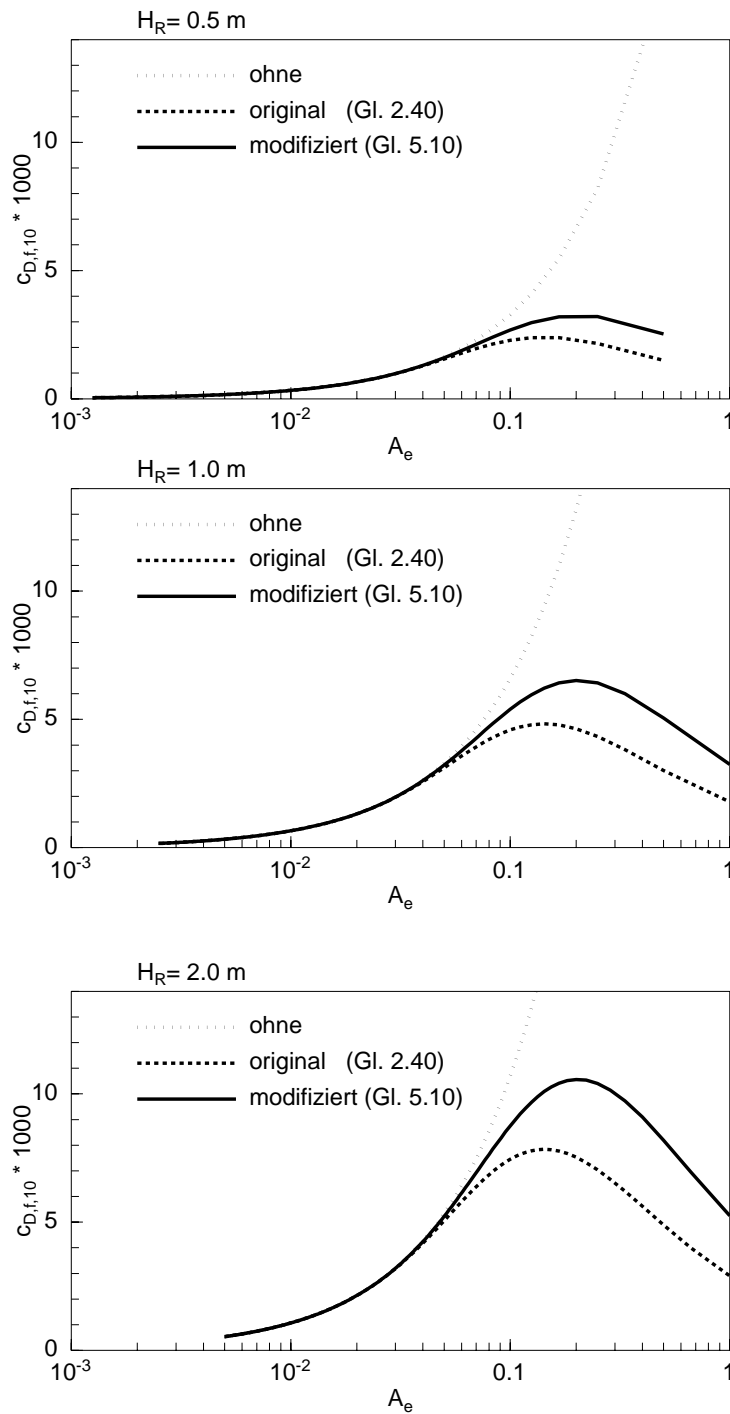 H_R= 0.5 m
ohne
original (Gl. 2.40)
modifiziert (Gl. 5.10)
c_D,f,10 * 1000
10
5
0
10^-3
10^-2
0.1
1
A_e
H_R= 1.0 m
ohne
original (Gl. 2.40)
modifiziert (Gl. 5.10)
c_D,f,10 * 1000
10
5
0
10^-3
10^-2
0.1
1
A_e
H_R= 2.0 m
ohne
original (Gl. 2.40)
modifiziert (Gl. 5.10)
c_D,f,10 * 1000
10
5
0
10^-3
10^-2
0.1
1
A_e